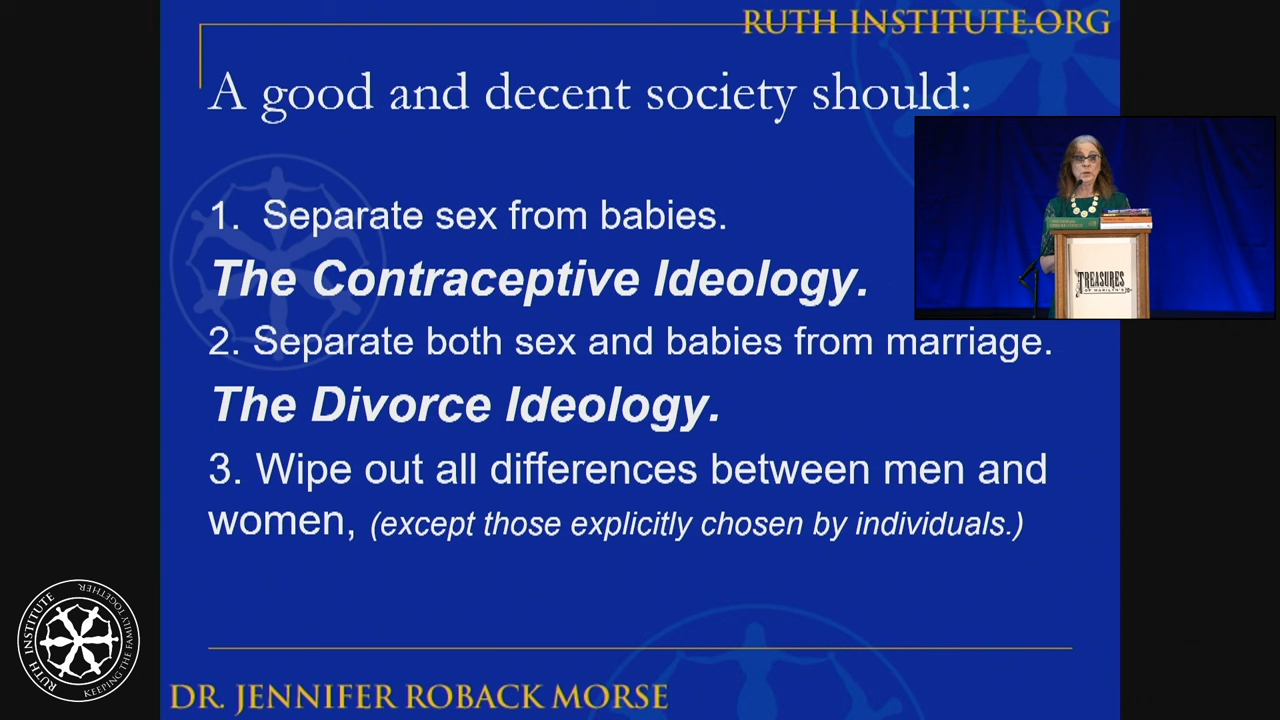 RUTH INSTITUTE.ORG
A good and decent society should:
1. Separate sex from babies.
The Contraceptive Ideology.
2. Separate both sex and babies from marriage.
The Divorce Ideology.
3. Wipe out all differences between men and
women, (except those explicitly chosen by individuals.)
TREASURES
RUTH INSTITUTE
KEEPING THE FAMILY TOGETHER
DR. JENNIFER ROBACK MORSE